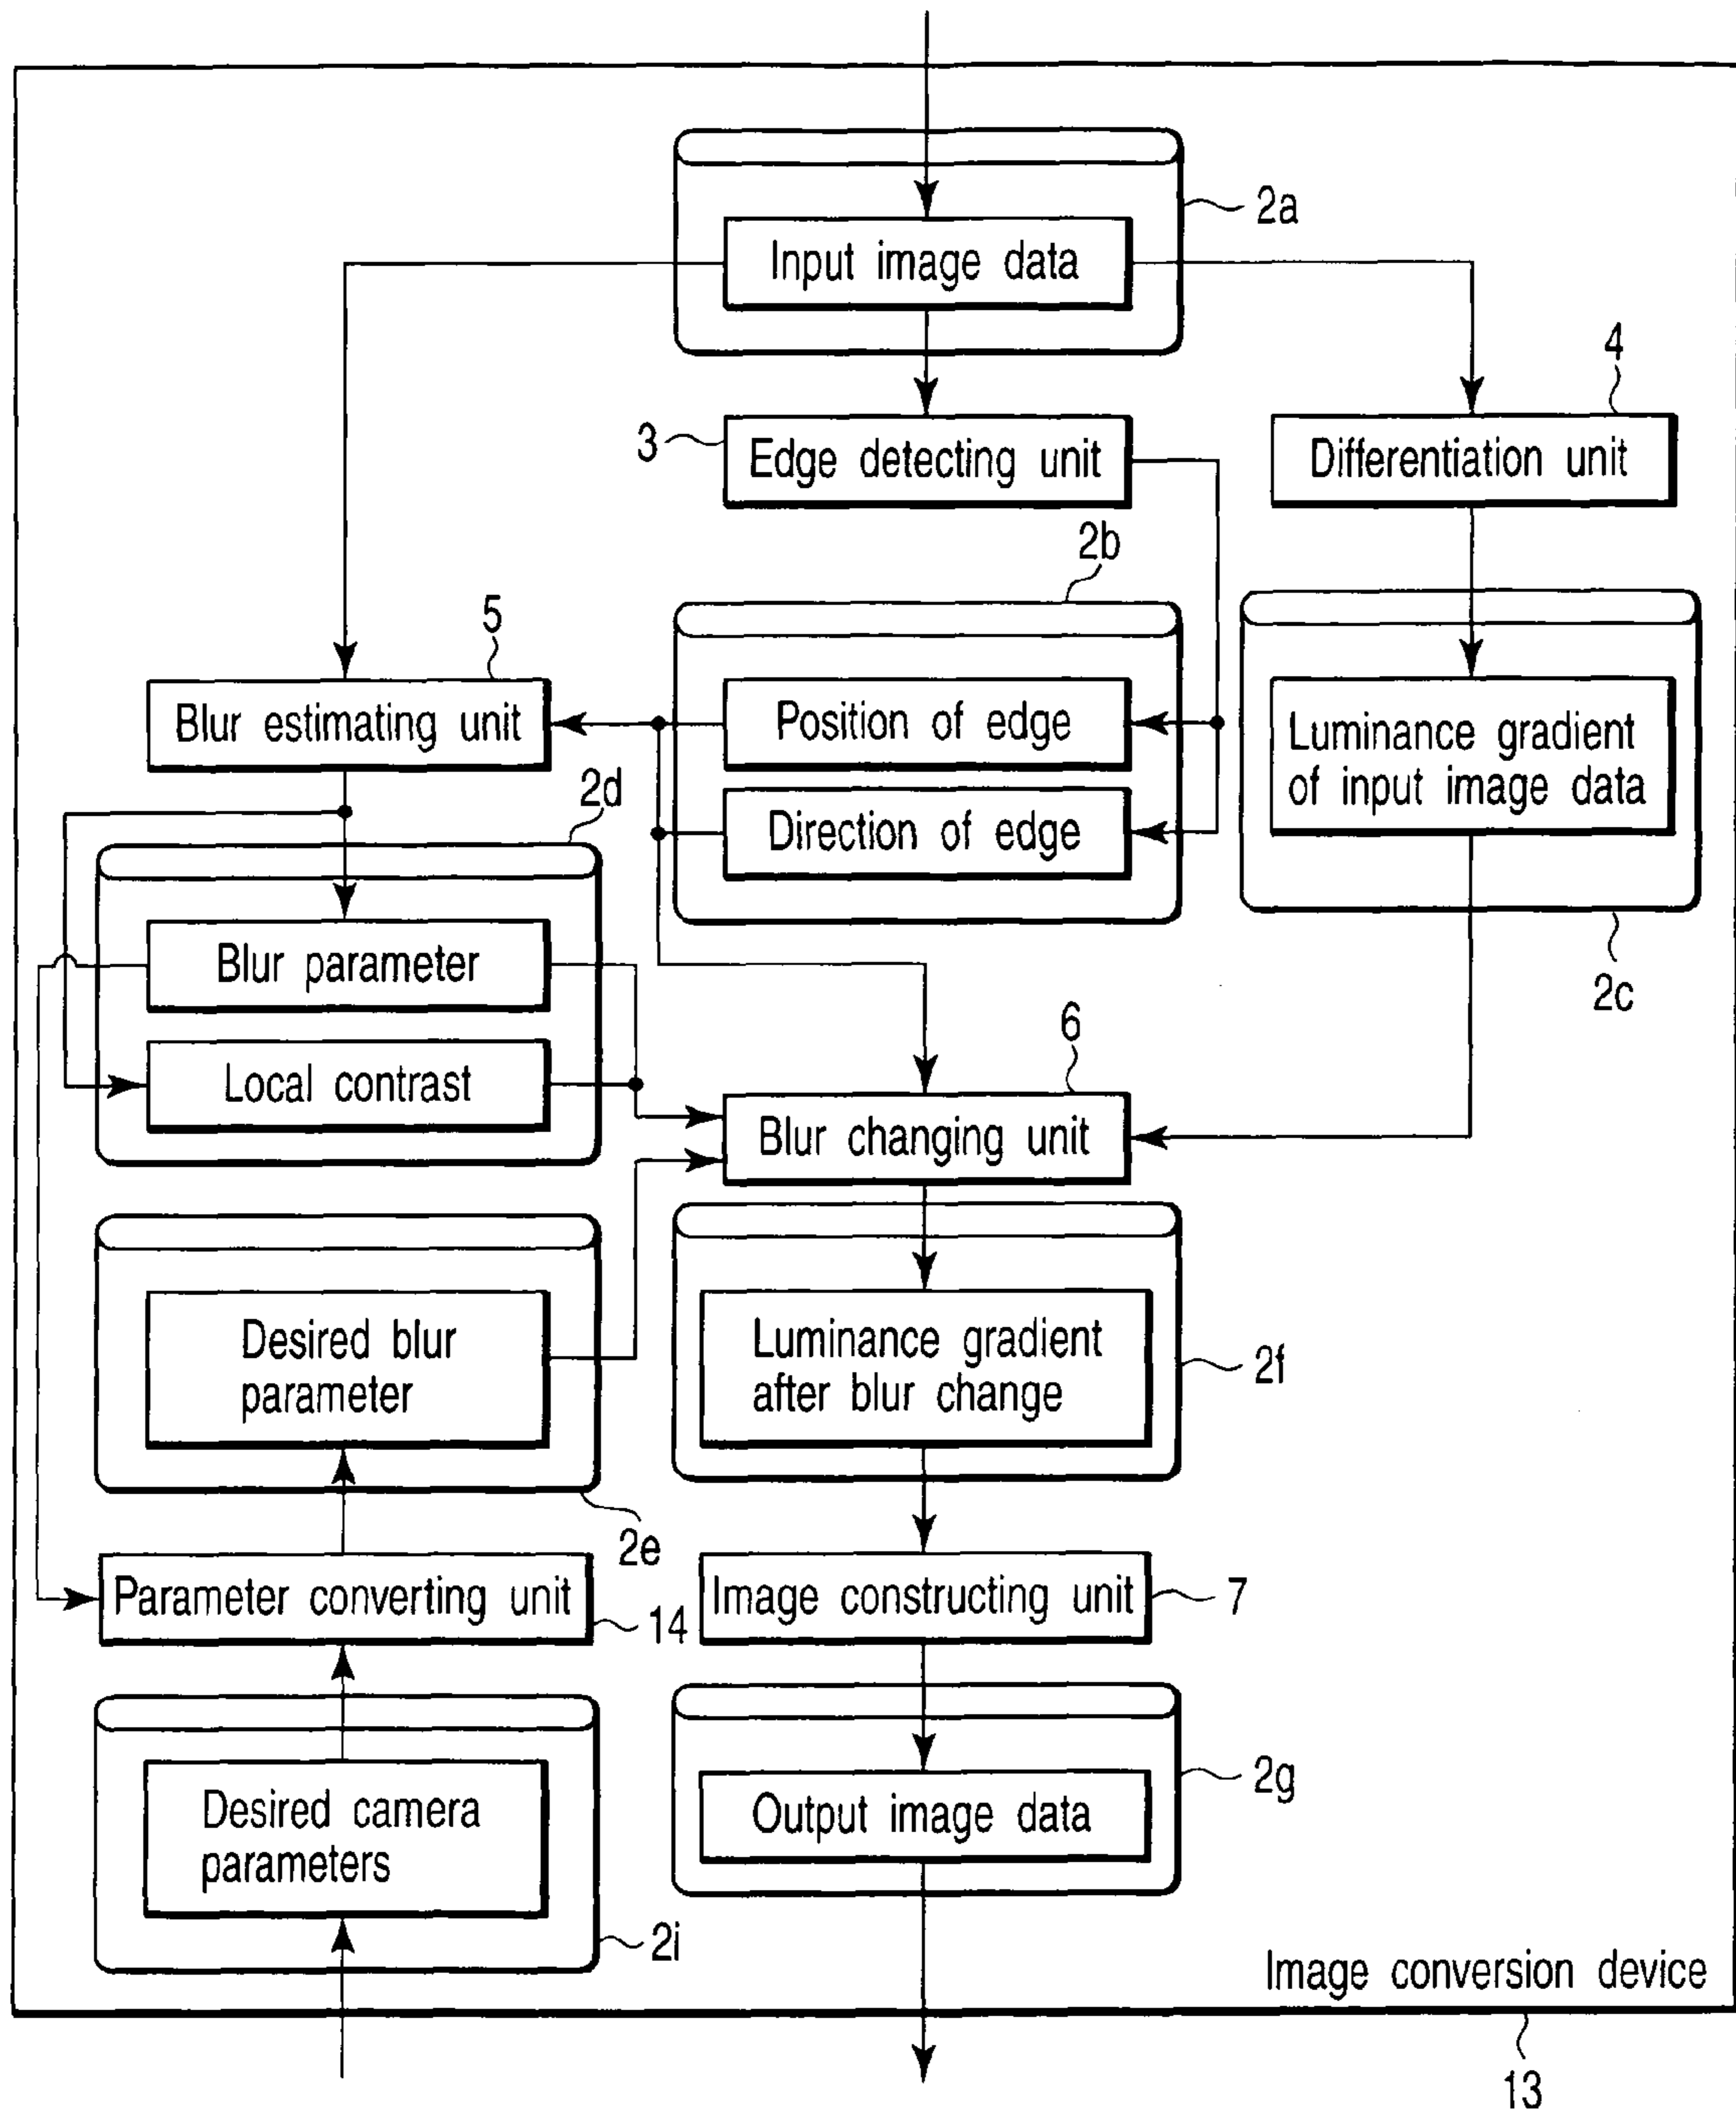 2a
Input image data
4
3
Edge detecting unit
Differentiation unit
2b
5
Blur estimating unit
Position of edge
Luminance gradient
of input image data
2d
Direction of edge
Blur parameter
2c
6
Local contrast
Blur changing unit
Desired blur
parameter
Luminance gradient
after blur change
2f
2e
Parameter converting unit
14
Image constructing unit
7
2g
Desired camera
parameters
Output image data
2i
Image conversion device
13